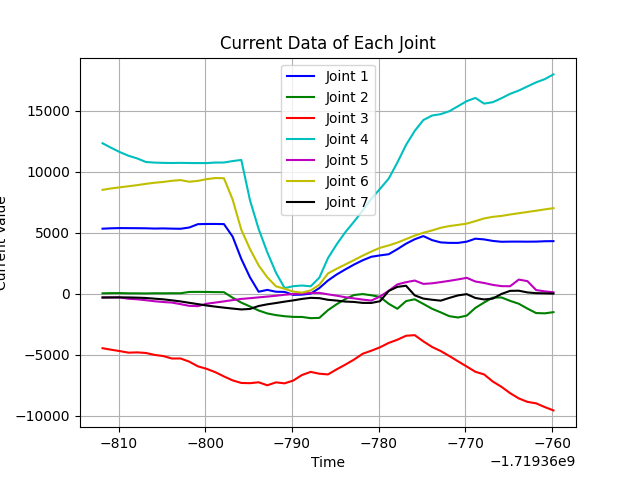 Current Data of Each Joint
Joint 1
Joint 2
Joint 3
Joint 4
Joint 5
Joint 6
Joint 7
15000
10000
5000
0
−5000
−10000
Current Value
−810
−800
−790
−780
−770
−760
Time
−1.71936e9